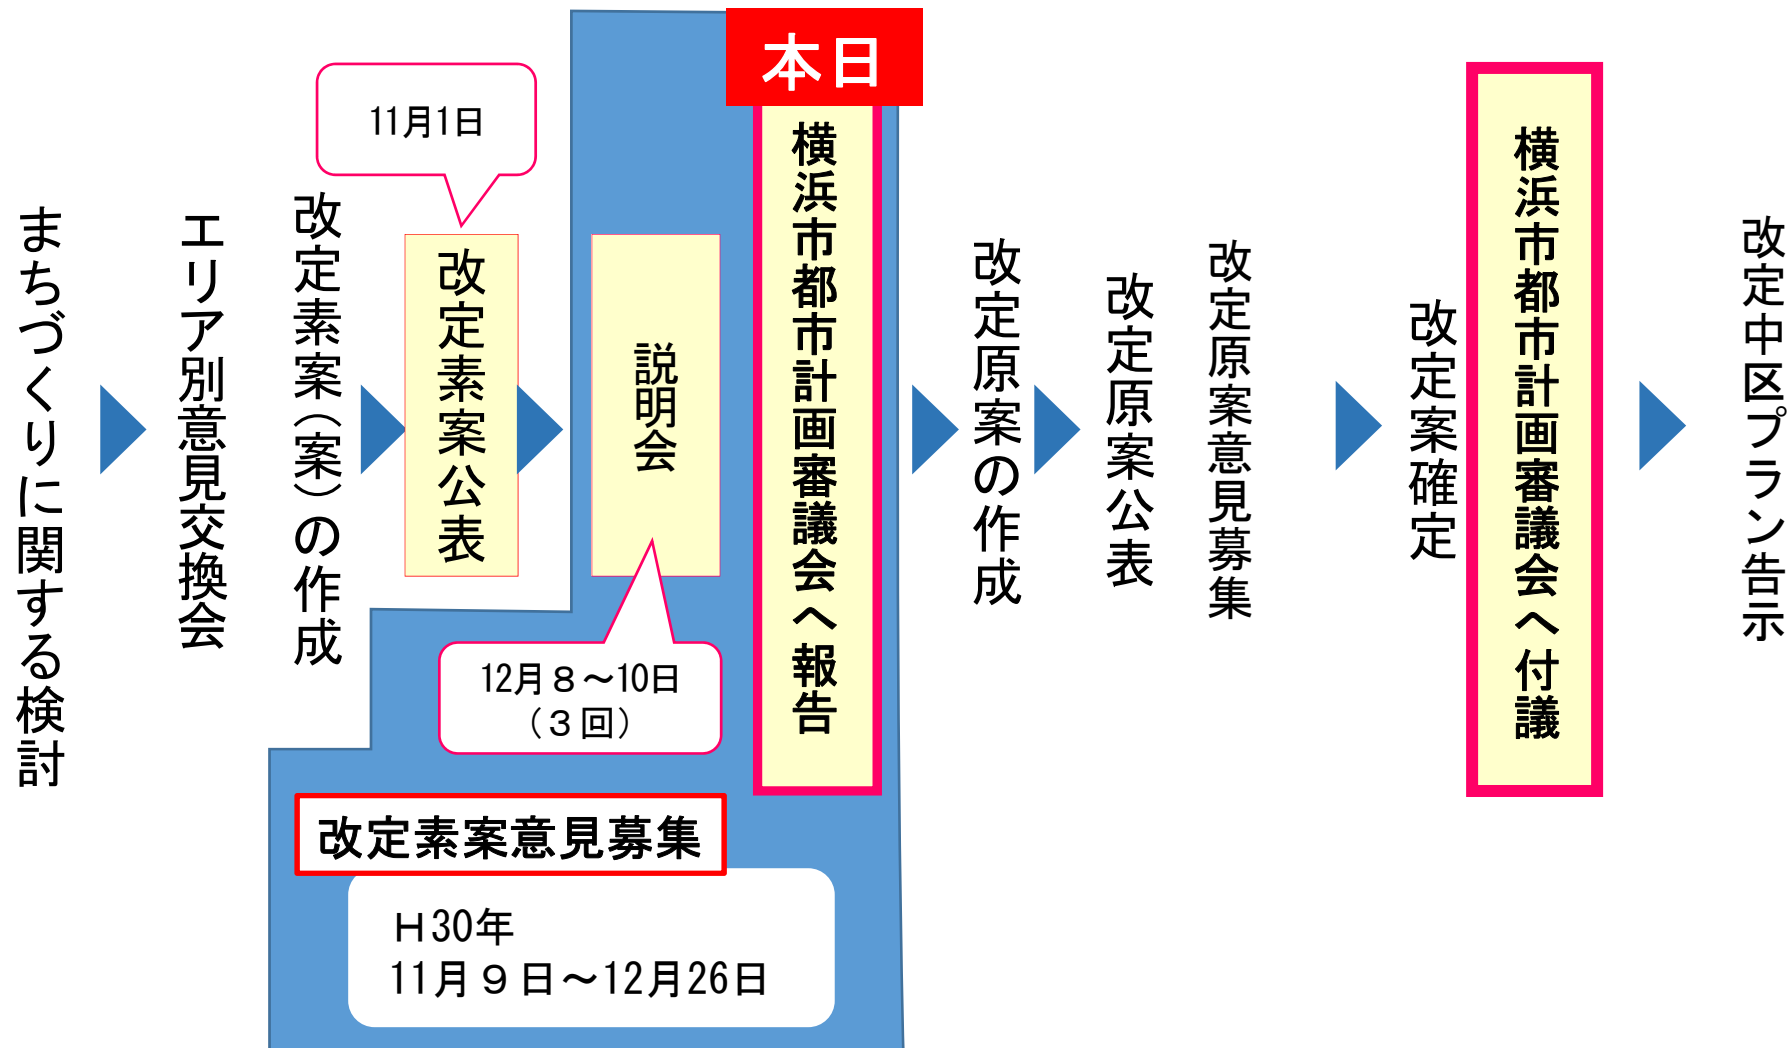 まちづくりに関する検討
エリア別意見交換会
改定素案（案）の作成
11月1日
改定素案公表
説明会
12月８～10日
（３回）
本日
横浜市都市計画審議会へ報告
改定素案意見募集
Ｈ30年
11月９日～12月26日
改定原案の作成
改定原案公表
改定原案意見募集
改定案確定
横浜市都市計画審議会へ付議
改定中区プラン告示